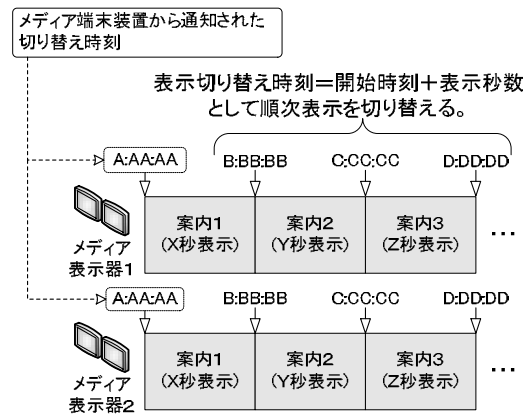 メディア端末装置から通知された
切り替え時刻
表示切り替え時刻＝開始時刻＋表示秒数
として順次表示を切り替える。
A:AA:AA
B:BB:BB
C:CC:CC
D:DD:DD
メディア
表示器1
案内1
(X秒表示)
案内2
(Y秒表示)
案内3
(Z秒表示)
…
A:AA:AA
B:BB:BB
C:CC:CC
D:DD:DD
メディア
表示器2
案内1
(X秒表示)
案内2
(Y秒表示)
案内3
(Z秒表示)
…